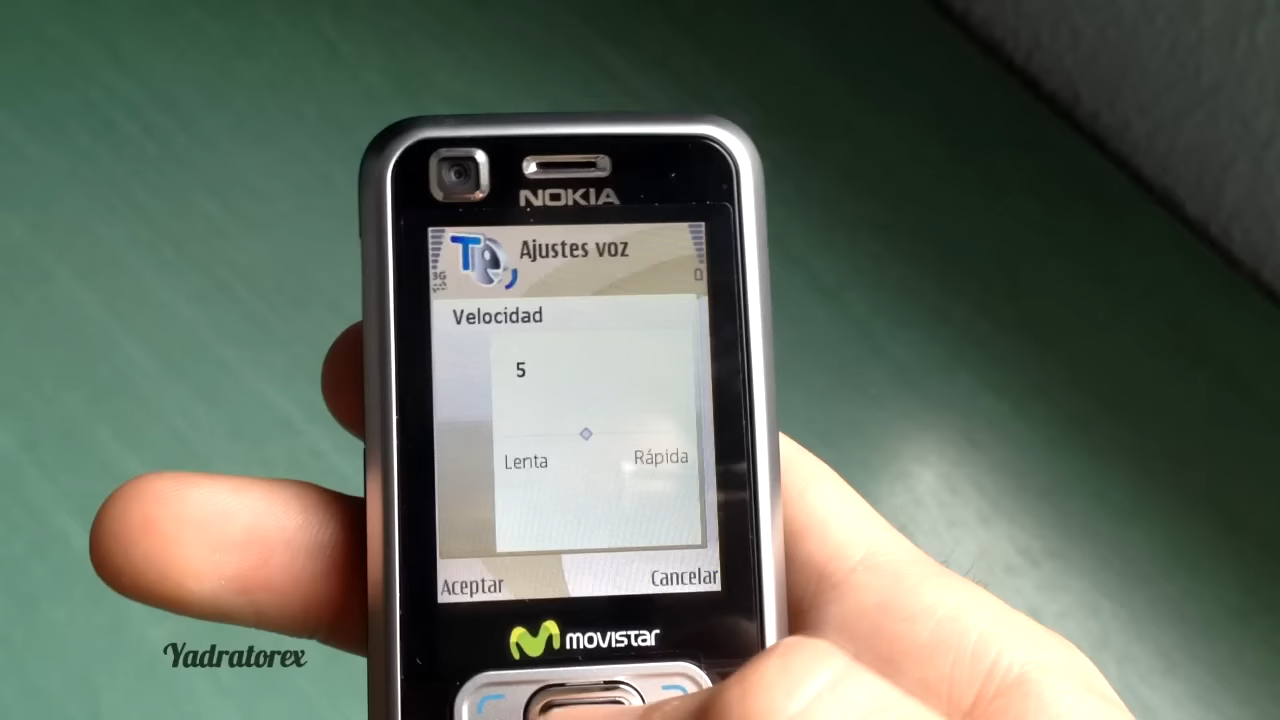 NOKIA
Ajustes voz
3G
Velocidad
5
Lenta Rápida
Aceptar Cancelar
movistar
Yadratorex